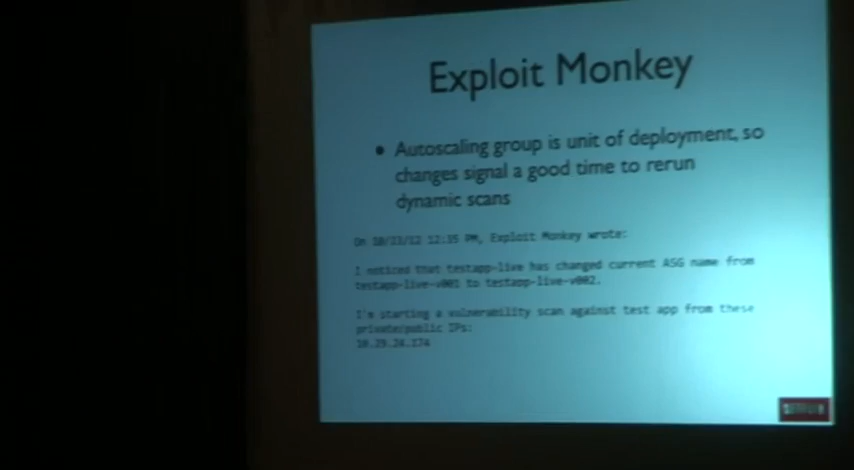 Exploit Monkey
• Autoscaling group is unit of deployment, so
changes signal a good time to rerun
dynamic scans
On 10/23/12 12:35 PM, Exploit Monkey wrote:
I noticed that testapp-live has changed current ASG name from
testapp-live-v001 to testapp-live-v002.
I'm starting a vulnerability scan against test app from these
private/public IPs:
10.29.24.174